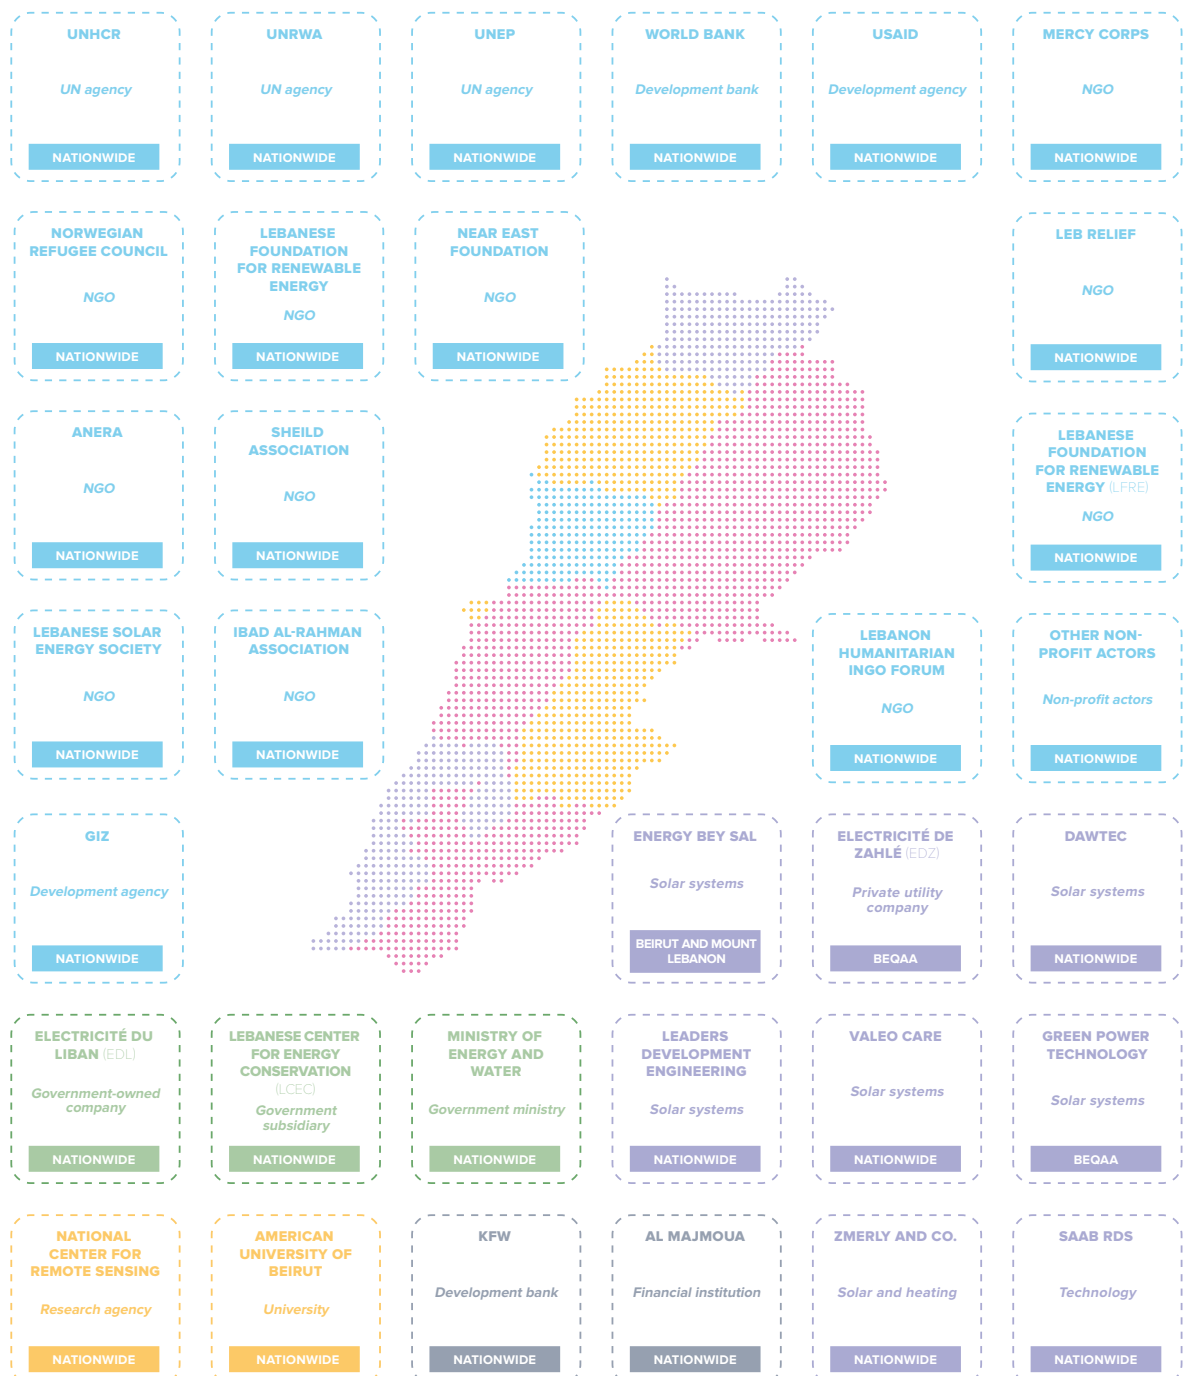 UNHCR
UN agency
NATIONWIDE
UNRWA
UN agency
NATIONWIDE
UNEP
UN agency
NATIONWIDE
WORLD BANK
Development bank
NATIONWIDE
USAID
Development agency
NATIONWIDE
MERCY CORPS
NGO
NATIONWIDE
NORWEGIAN
REFUGEE COUNCIL
NGO
NATIONWIDE
LEBANESE
FOUNDATION
FOR RENEWABLE
ENERGY
NGO
NATIONWIDE
NEAR EAST
FOUNDATION
NGO
NATIONWIDE
LEB RELIEF
NGO
NATIONWIDE
ANERA
NGO
NATIONWIDE
SHEILD
ASSOCIATION
NGO
NATIONWIDE
LEBANESE
FOUNDATION
FOR RENEWABLE
ENERGY (LFRE)
NGO
NATIONWIDE
LEBANESE SOLAR
ENERGY SOCIETY
NGO
NATIONWIDE
IBAD AL-RAHMAN
ASSOCIATION
NGO
NATIONWIDE
LEBANON
HUMANITARIAN
INGO FORUM
NGO
NATIONWIDE
OTHER NON-
PROFIT ACTORS
Non-profit actors
NATIONWIDE
GIZ
Development agency
NATIONWIDE
ENERGY BEY SAL
Solar systems
BEIRUT AND MOUNT
LEBANON
ELECTRICITÉ DE
ZAHLÉ (EDZ)
Private utility
company
BEQAA
DAWTEC
Solar systems
NATIONWIDE
ELECTRICITÉ DU
LIBAN (EDL)
Government-owned
company
NATIONWIDE
LEBANESE CENTER
FOR ENERGY
CONSERVATION
(LCEC)
Government
subsidiary
NATIONWIDE
MINISTRY OF
ENERGY AND
WATER
Government ministry
NATIONWIDE
LEADERS
DEVELOPMENT
ENGINEERING
Solar systems
NATIONWIDE
VALEO CARE
Solar systems
NATIONWIDE
GREEN POWER
TECHNOLOGY
Solar systems
BEQAA
NATIONAL
CENTER FOR
REMOTE SENSING
Research agency
NATIONWIDE
AMERICAN
UNIVERSITY OF
BEIRUT
University
NATIONWIDE
KFW
Development bank
NATIONWIDE
AL MAJMOUA
Financial institution
NATIONWIDE
ZMERLY AND CO.
Solar and heating
NATIONWIDE
SAAB RDS
Technology
NATIONWIDE